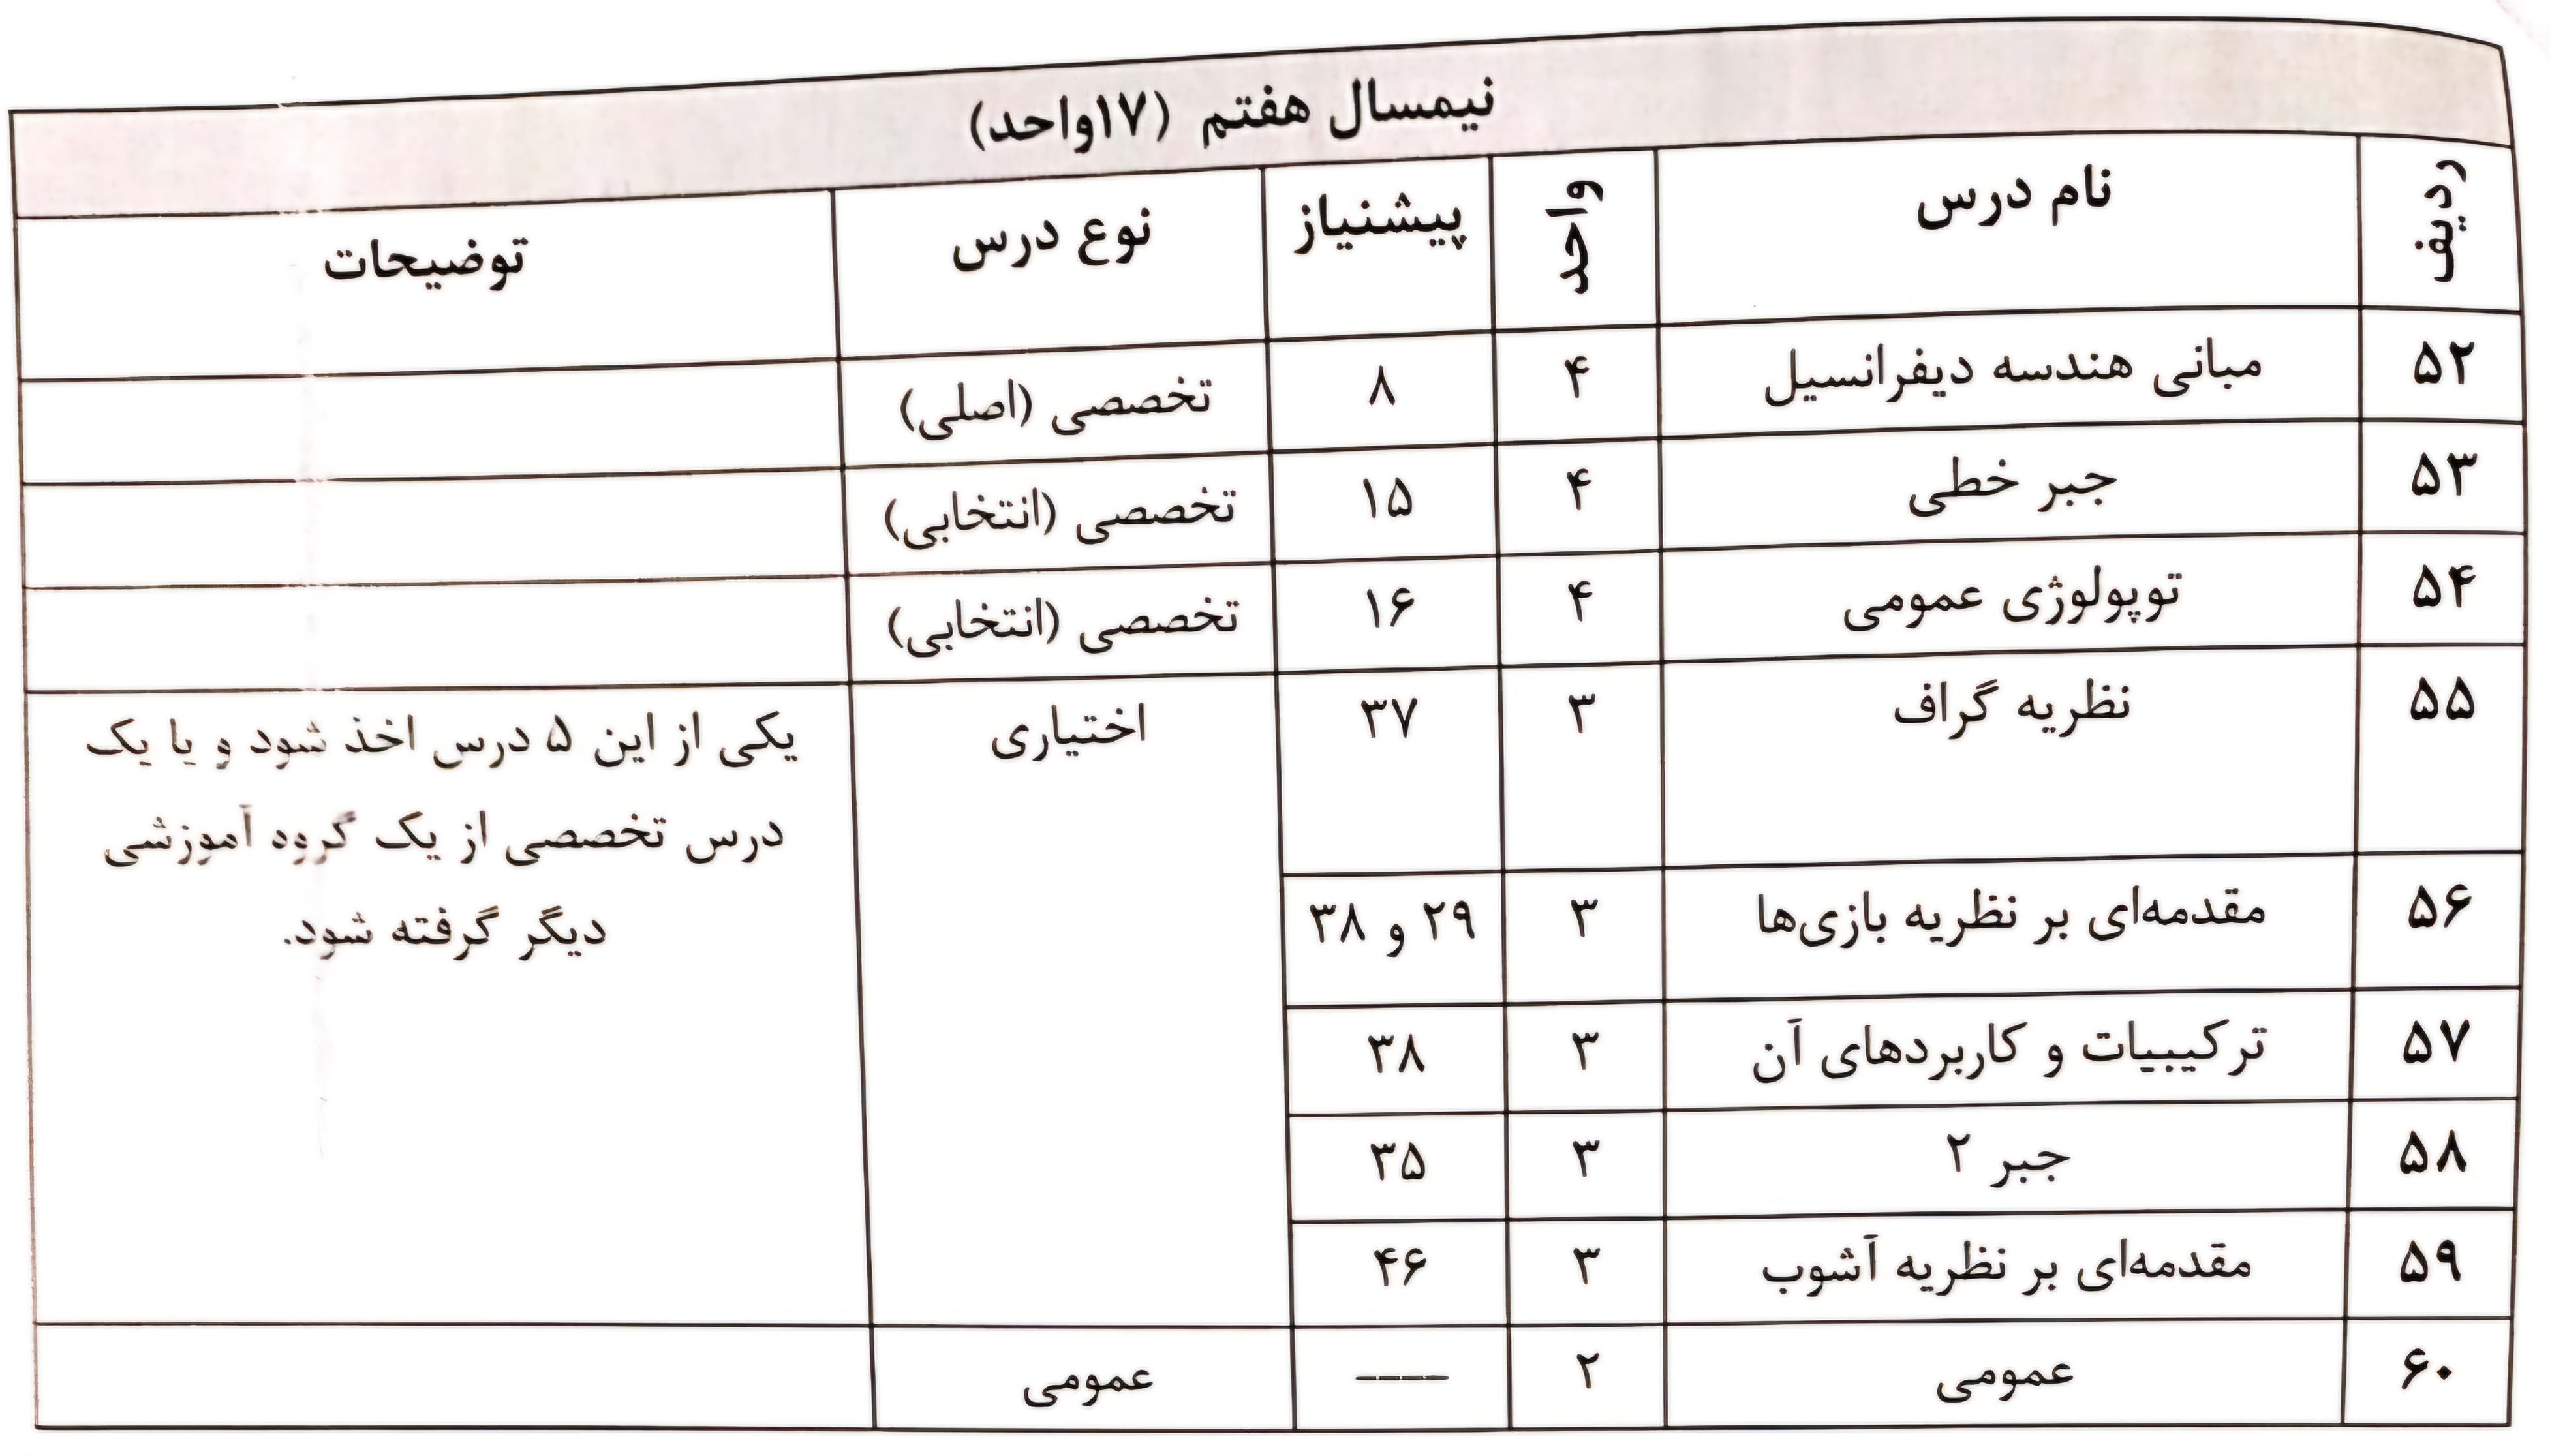 نیمسال هفتم (۱۷واحد)
ردیف نام درس واحد پیشنیاز نوع درس توضیحات
۵۲ مبانی هندسه دیفرانسیل ۴ ۸ تخصصی (اصلی)
۵۳ جبر خطی ۴ ۱۵ تخصصی (انتخابی)
۵۴ توپولوژی عمومی ۴ ۱۶ تخصصی (انتخابی)
۵۵ نظریه گراف ۳ ۳۷ اختیاری یکی از این ۵ درس اخذ شود و یا یک
درس تخصصی از یک گروه آموزشی
دیگر گرفته شود.
۵۶ مقدمه‌ای بر نظریه بازی‌ها ۳ ۲۹ و ۳۸
۵۷ ترکیبیات و کاربردهای آن ۳ ۳۸
۵۸ جبر ۲ ۳ ۳۵
۵۹ مقدمه‌ای بر نظریه آشوب ۳ ۴۶
۶۰ عمومی ۲ ---- عمومی